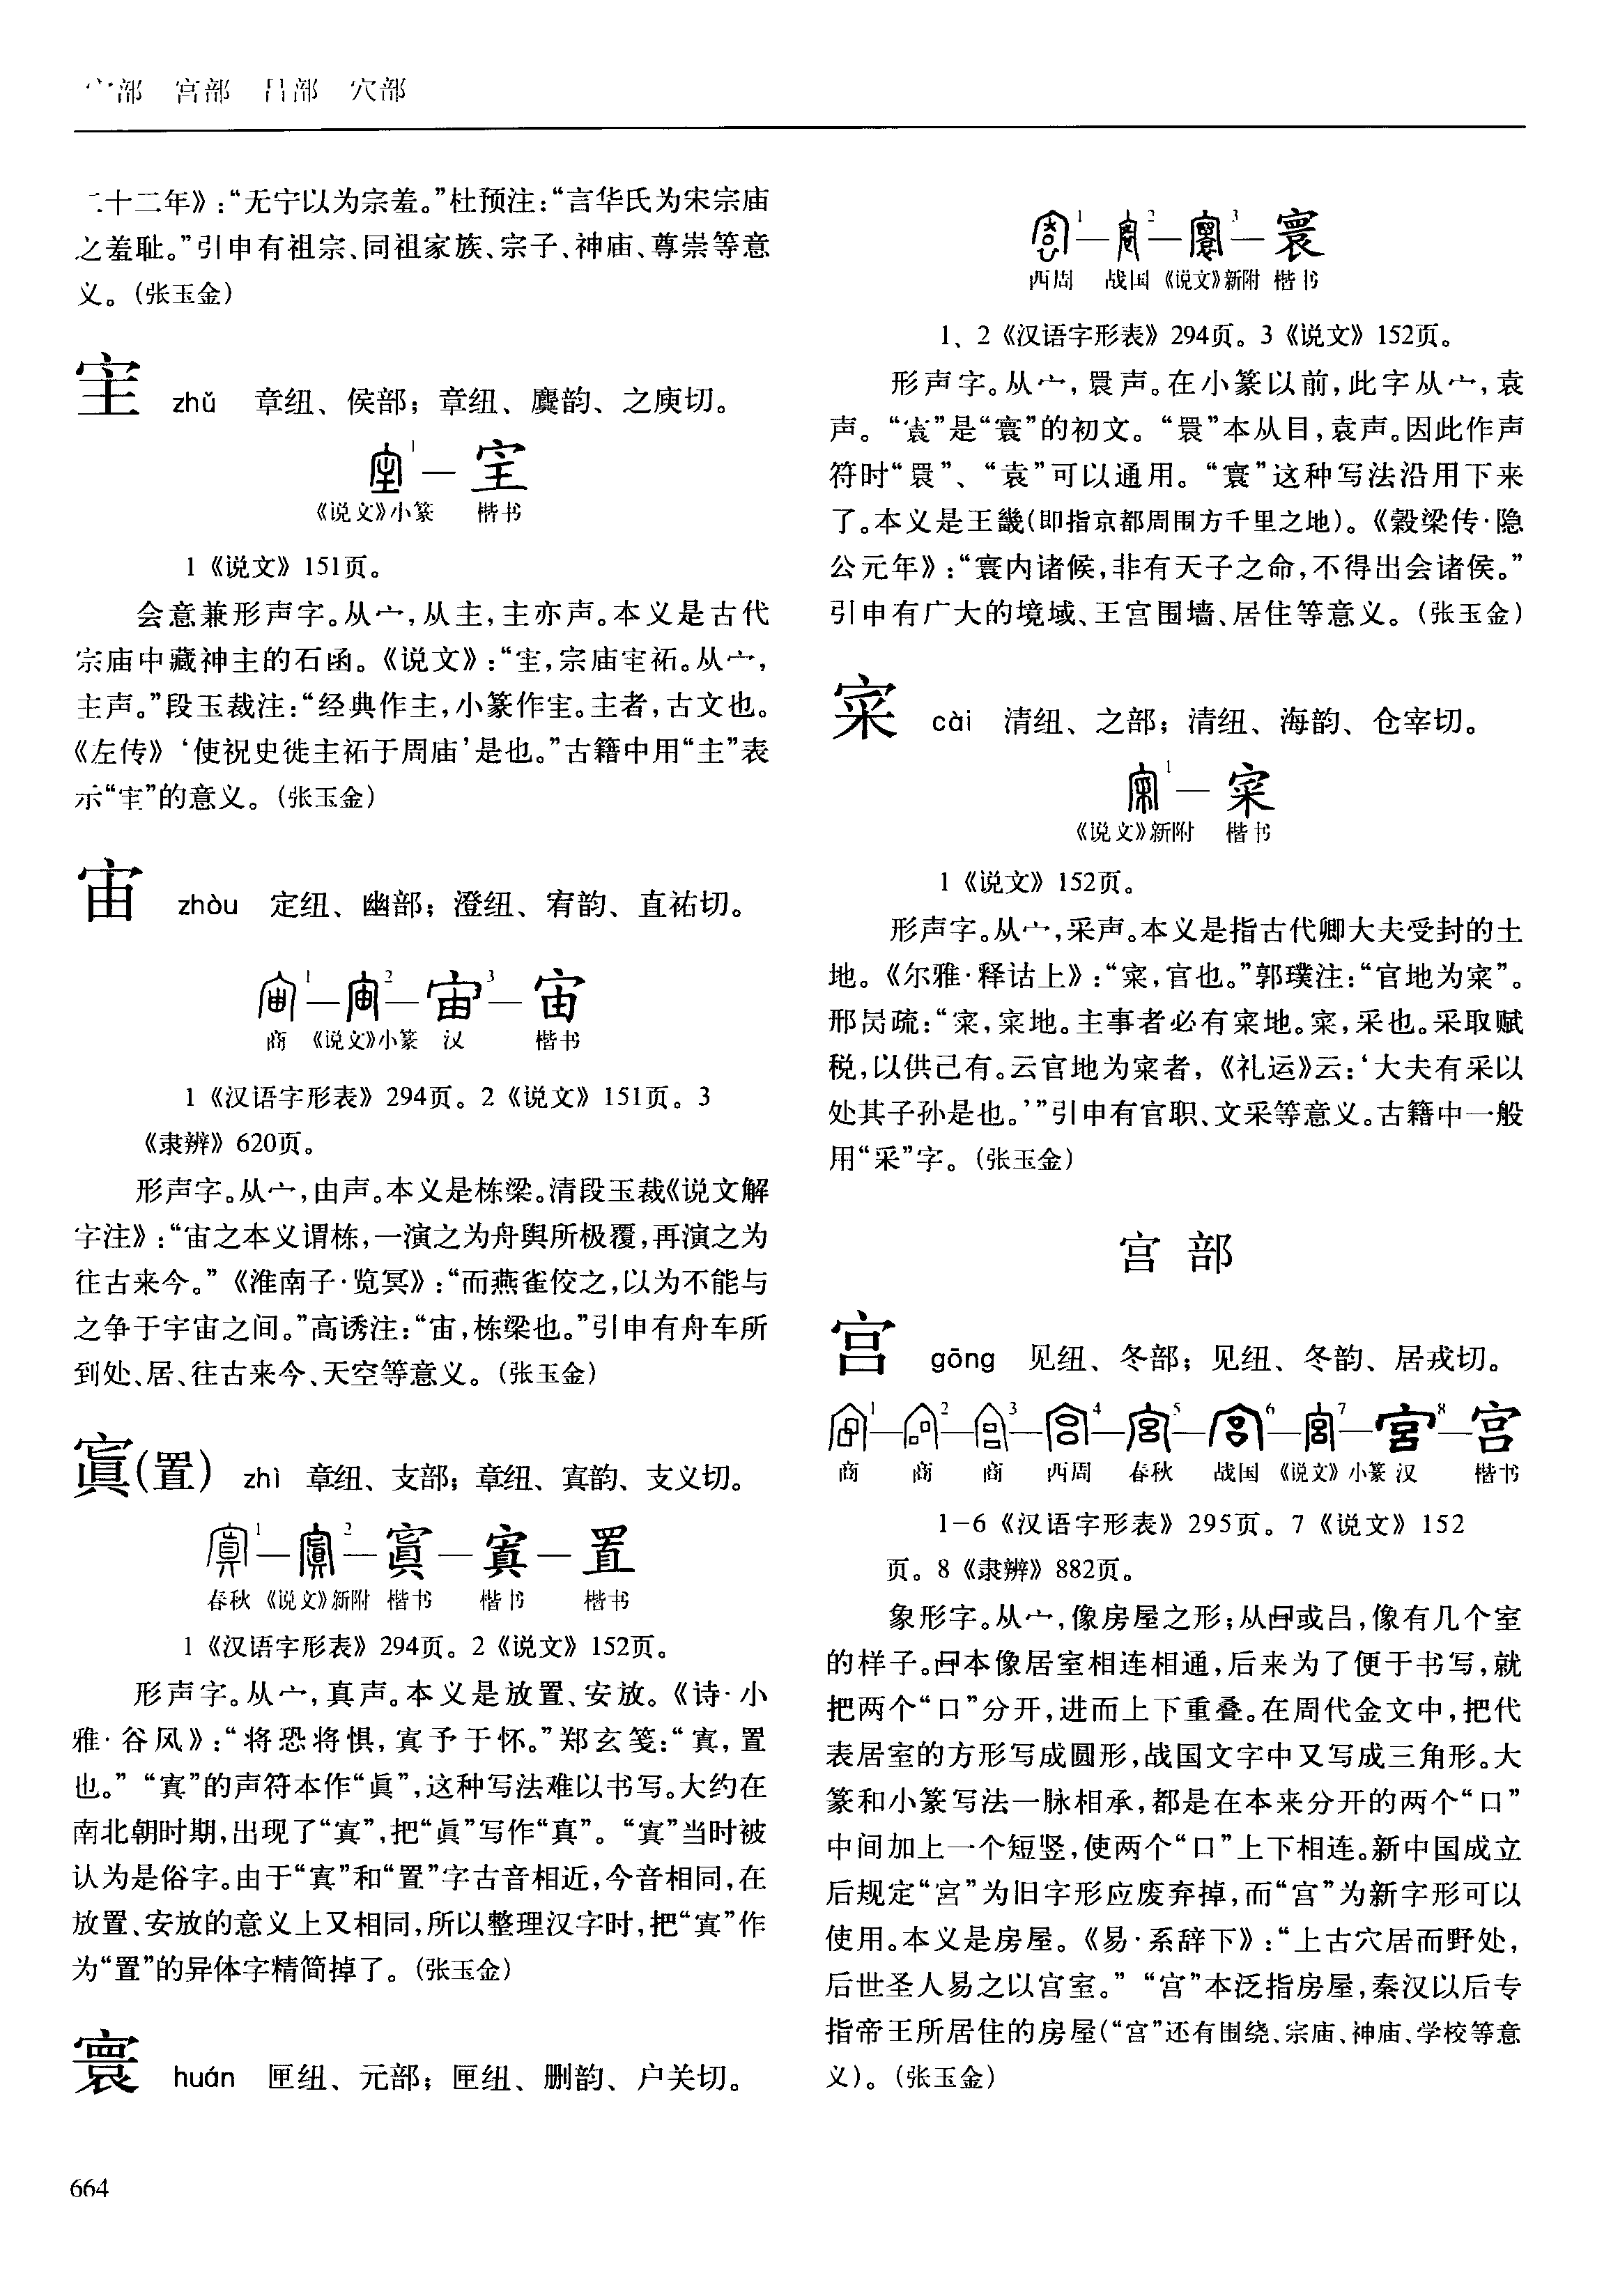 宀部 宫部 吕部 穴部
二十二年》：“无宁以为宗羞。”杜预注：“言华氏为宋宗庙
之羞耻。”引申有祖宗、同祖家族、宗子、神庙、尊崇等意
义。（张玉金）
宔 zhǔ 章纽、侯部；章纽、麌韵、之庾切。
1 — 宔
《说文》小篆 楷书
1《说文》151页。
会意兼形声字。从宀，从主，主亦声。本义是古代
宗庙中藏神主的石函。《说文》：“宔，宗庙宔祏。从宀，
主声。”段玉裁注：“经典作主，小篆作宔。主者，古文也。
《左传》‘使祝史徙主祏于周庙’是也。”古籍中用“主”表
示“宔”的意义。（张玉金）
宙 zhòu 定纽、幽部；澄纽、宥韵、直祐切。
1 — 2 — 宙3 — 宙
商 《说文》小篆 汉 楷书
1《汉语字形表》294页。2《说文》151页。3
《隶辨》620页。
形声字。从宀，由声。本义是栋梁。清段玉裁《说文解
字注》：“宙之本义谓栋，一演之为舟舆所极覆，再演之为
往古来今。”《淮南子·览冥》：“而燕雀佼之，以为不能与
之争于宇宙之间。”高诱注：“宙，栋梁也。”引申有舟车所
到处、居、往古来今、天空等意义。（张玉金）
寘(置) zhì 章纽、支部；章纽、寘韵、支义切。
1 — 2 — 寘 — 寘 — 置
春秋 《说文》新附 楷书 楷书 楷书
1《汉语字形表》294页。2《说文》152页。
形声字。从宀，真声。本义是放置、安放。《诗·小
雅·谷风》：“将恐将惧，寘予于怀。”郑玄笺：“寘，置
也。”“寘”的声符本作“眞”，这种写法难以书写。大约在
南北朝时期，出现了“寘”，把“眞”写作“真”。“寘”当时被
认为是俗字。由于“寘”和“置”字古音相近，今音相同，在
放置、安放的意义上又相同，所以整理汉字时，把“寘”作
为“置”的异体字精简掉了。（张玉金）
寰 huán 匣纽、元部；匣纽、删韵、户关切。
1 — 2 — 3 — 寰
西周 战国 《说文》新附 楷书
1、2《汉语字形表》294页。3《说文》152页。
形声字。从宀，睘声。在小篆以前，此字从宀，袁
声。“㝨”是“寰”的初文。“睘”本从目，袁声。因此作声
符时“睘”、“袁”可以通用。“寰”这种写法沿用下来
了。本义是王畿(即指京都周围方千里之地)。《榖梁传·隐
公元年》：“寰内诸候，非有天子之命，不得出会诸侯。”
引申有广大的境域、王宫围墙、居住等意义。（张玉金）
寀 cài 清纽、之部；清纽、海韵、仓宰切。
1 — 寀
《说文》新附 楷书
1《说文》152页。
形声字。从宀，采声。本义是指古代卿大夫受封的土
地。《尔雅·释诂上》：“寀，官也。”郭璞注：“官地为寀”。
邢昺疏：“寀，寀地。主事者必有寀地。寀，采也。采取赋
税，以供己有。云官地为寀者，《礼运》云：‘大夫有采以
处其子孙是也。’”引申有官职、文采等意义。古籍中一般
用“采”字。（张玉金）
宫 部
宫 gōng 见纽、冬部；见纽、冬韵、居戎切。
1 — 2 — 3 — 4 — 5 — 6 — 7 — 宮8 — 宫
商 商 商 西周 春秋 战国 《说文》小篆 汉 楷书
1-6《汉语字形表》295页。7《说文》152
页。8《隶辨》882页。
象形字。从宀，像房屋之形；从或吕，像有几个室
的样子。本像居室相连相通，后来为了便于书写，就
把两个“口”分开，进而上下重叠。在周代金文中，把代
表居室的方形写成圆形，战国文字中又写成三角形。大
篆和小篆写法一脉相承，都是在本来分开的两个“口”
中间加上一个短竖，使两个“口”上下相连。新中国成立
后规定“宮”为旧字形应废弃掉，而“宫”为新字形可以
使用。本义是房屋。《易·系辞下》：“上古穴居而野处，
后世圣人易之以宫室。”“宫”本泛指房屋，秦汉以后专
指帝王所居住的房屋(“宫”还有围绕、宗庙、神庙、学校等意
义)。（张玉金）
664